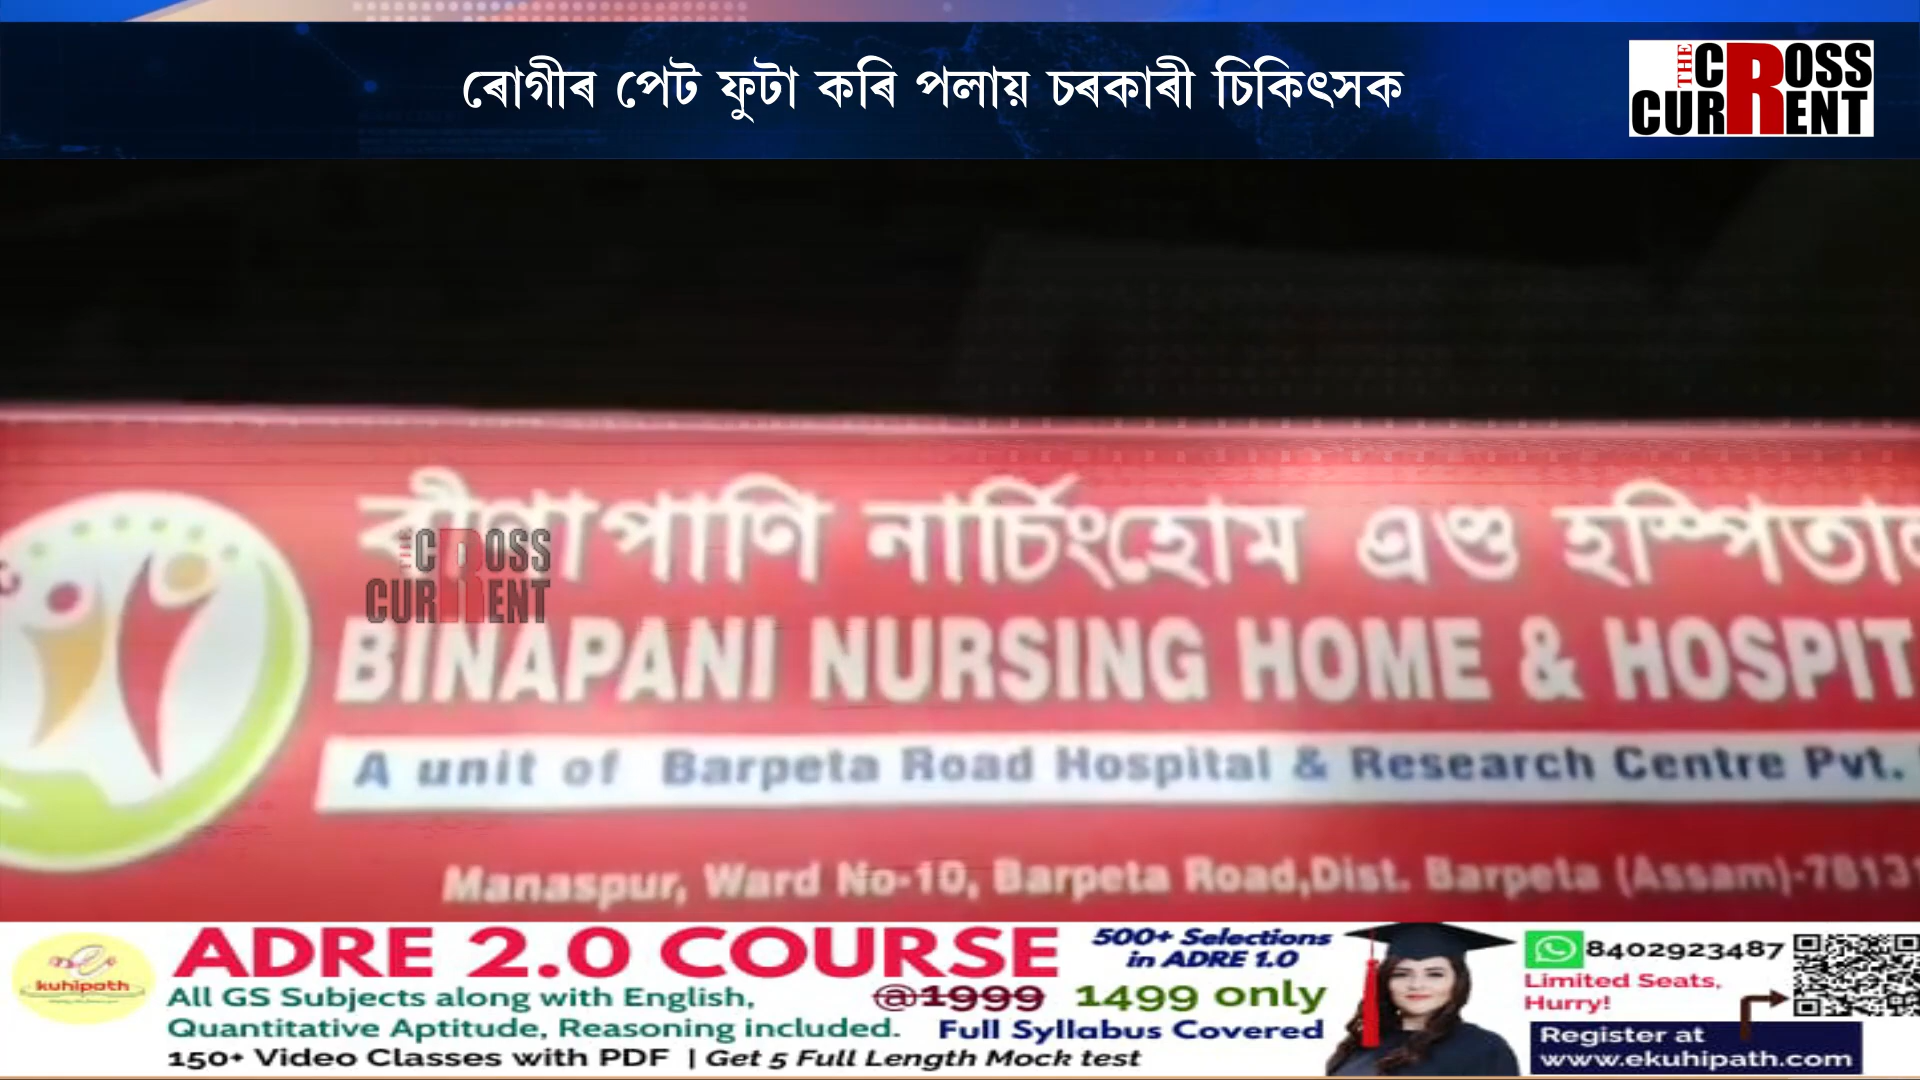 ৰোগীৰ পেট ফুটা কৰি পলায় চৰকাৰী চিকিৎসক
THE CROSS CURRENT
বীণাপাণি নাৰ্চিংহোম এণ্ড হস্পিতাল
THE CROSS CURRENT
BINAPANI NURSING HOME & HOSPIT
A unit of Barpeta Road Hospital & Research Centre Pvt.
Manaspur, Ward No-10, Barpeta Road,Dist. Barpeta (Assam)-78131
kuhipath
ADRE 2.0 COURSE
500+ Selections
in ADRE 1.0
All GS Subjects along with English,
@1999 1499 only
Quantitative Aptitude, Reasoning included.
Full Syllabus Covered
150+ Video Classes with PDF | Get 5 Full Length Mock test
8402923487
Limited Seats,
Hurry!
Register at
www.ekuhipath.com